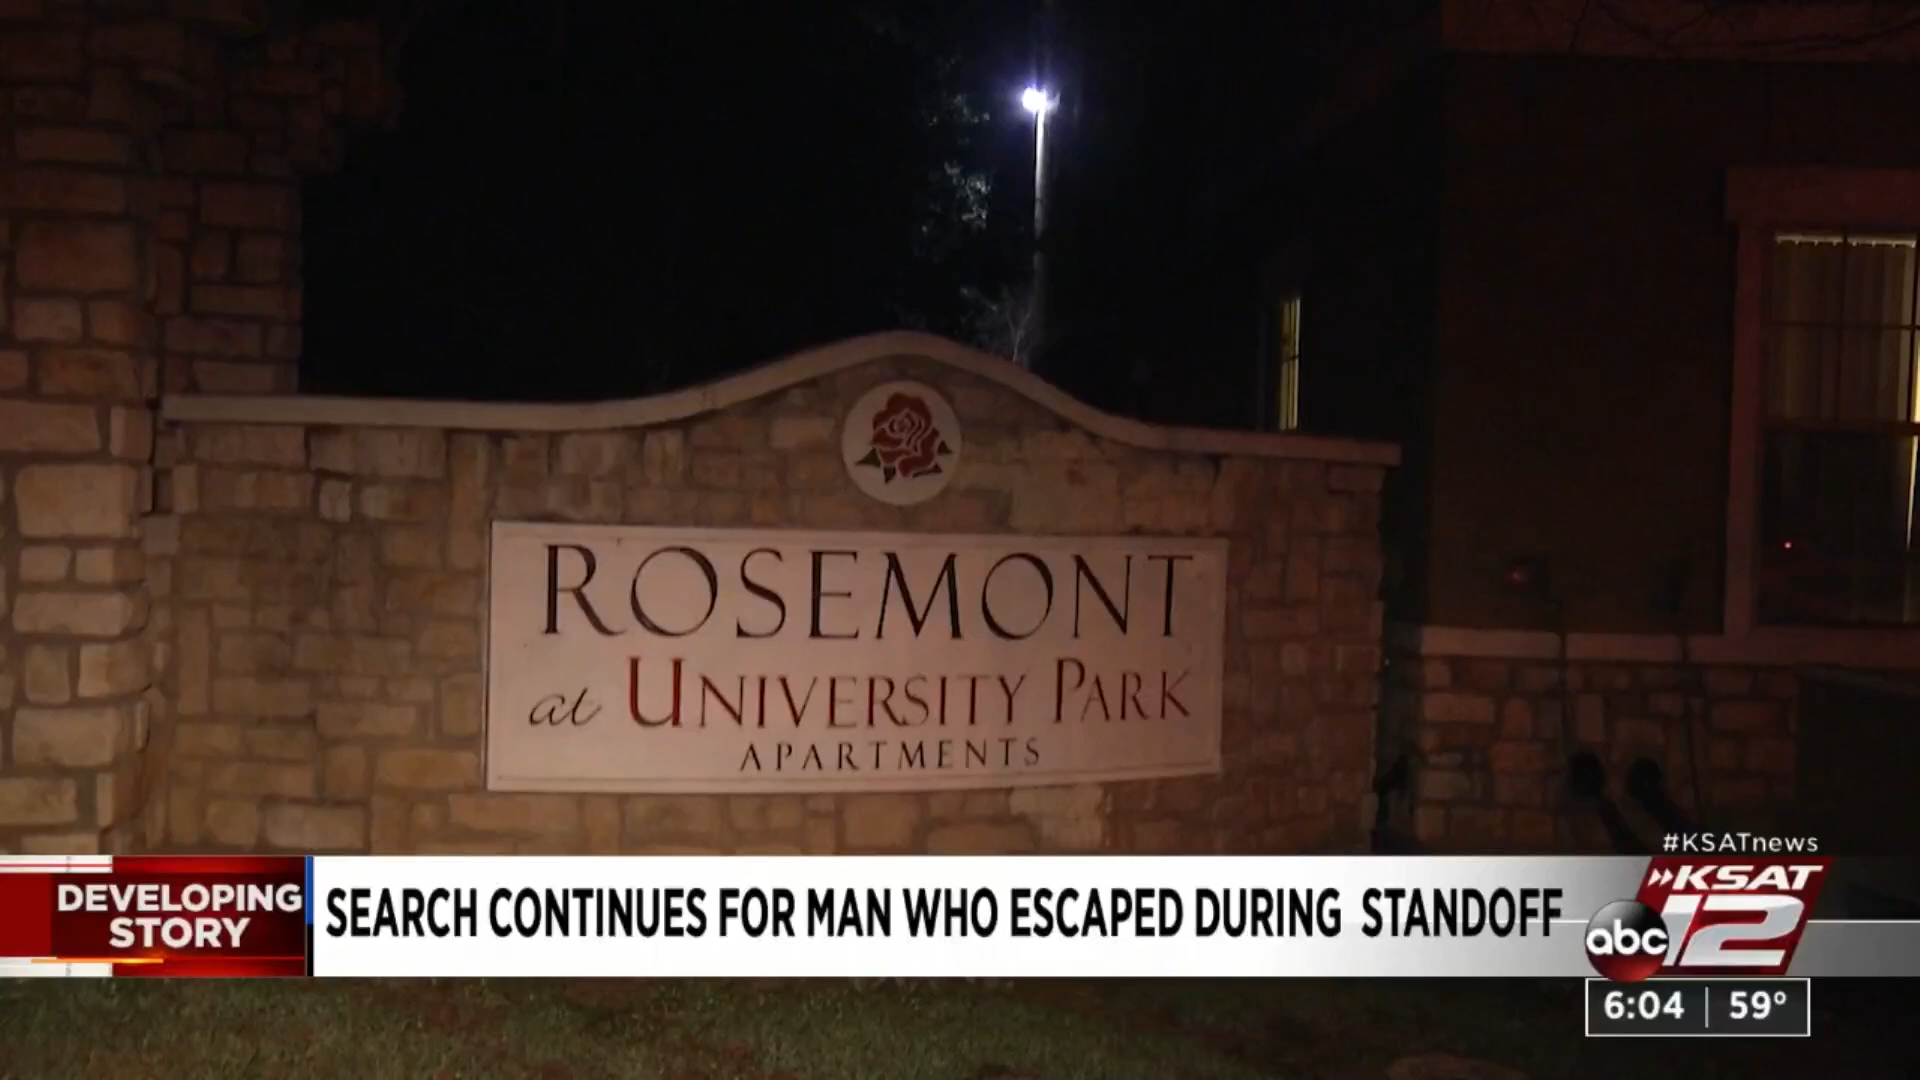 ROSEMONT
at UNIVERSITY PARK
APARTMENTS
#KSATnews
DEVELOPING
STORY
SEARCH CONTINUES FOR MAN WHO ESCAPED DURING STANDOFF
KSAT
abc 12
6:04 | 59°